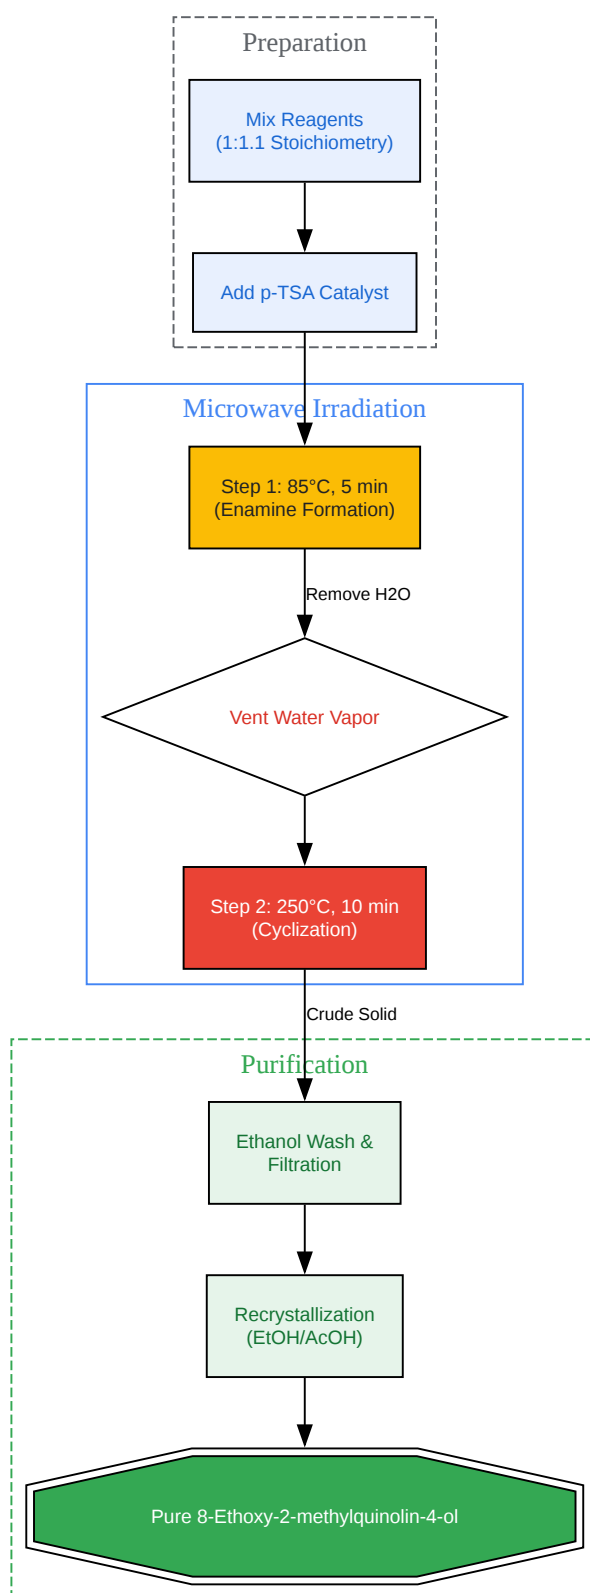 Preparation
Mix Reagents
(1:1.1 Stoichiometry)
Add p-TSA Catalyst
Microwave Irradiation
Step 1: 85°C, 5 min
(Enamine Formation)
Remove H2O
Vent Water Vapor
Step 2: 250°C, 10 min
(Cyclization)
Crude Solid
Purification
Ethanol Wash &
Filtration
Recrystallization
(EtOH/AcOH)
Pure 8-Ethoxy-2-methylquinolin-4-ol